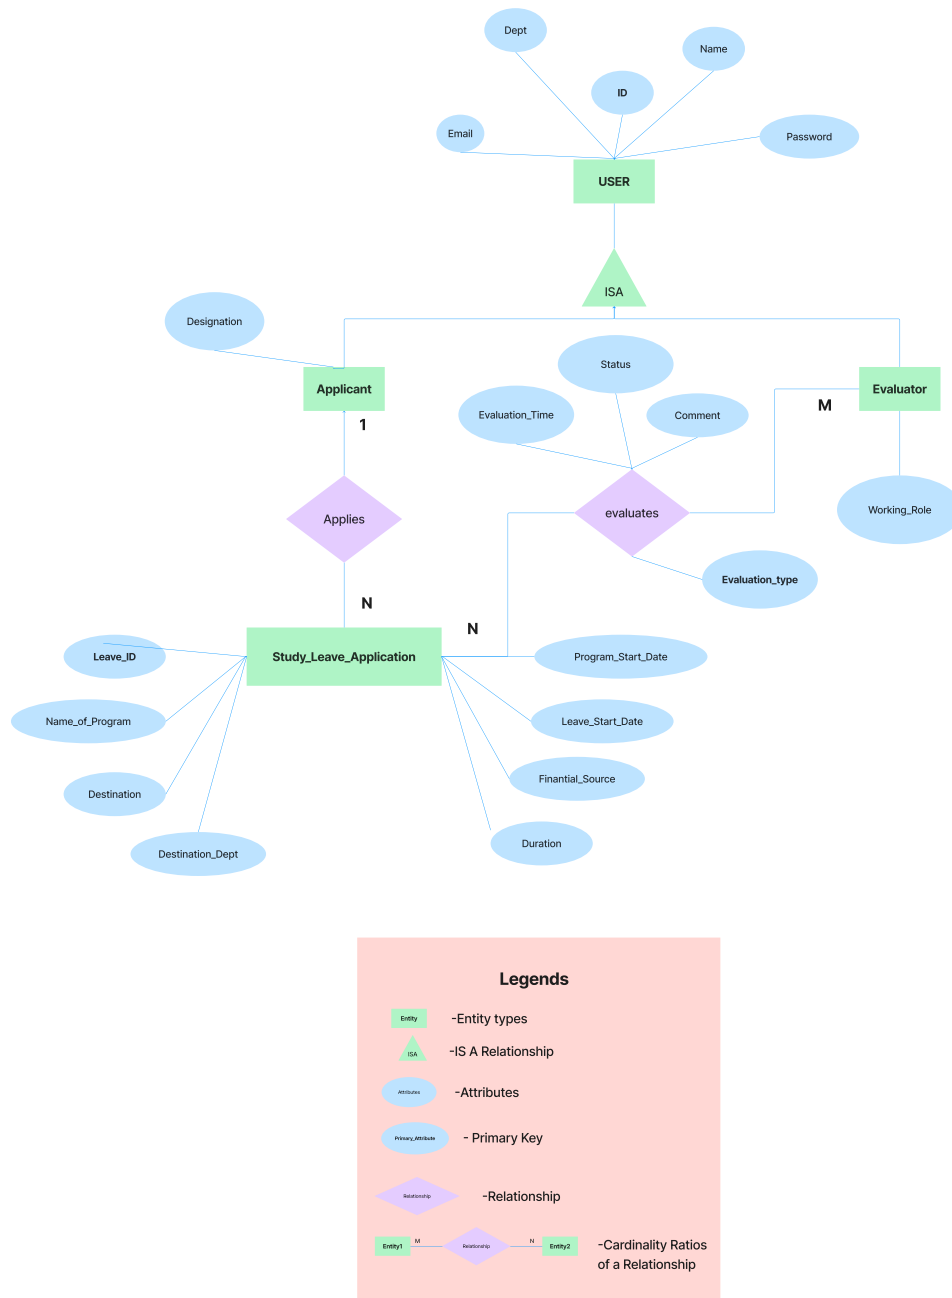 Dept
Name
ID
Email
Password
USER
ISA
Designation
Status
Applicant
Evaluator
Evaluation_Time
Comment
M
1
Working_Role
Applies
evaluates
Evaluation_type
N
N
Leave_ID
Study_Leave_Application
Program_Start_Date
Name_of_Program
Leave_Start_Date
Finantial_Source
Destination
Duration
Destination_Dept
Legends
Entity
-Entity types
ISA
-IS A Relationship
Attributes
-Attributes
Primary_Attribute
- Primary Key
Relationship
-Relationship
Entity1
M
Relationship
N
Entity2
-Cardinality Ratios
of a Relationship